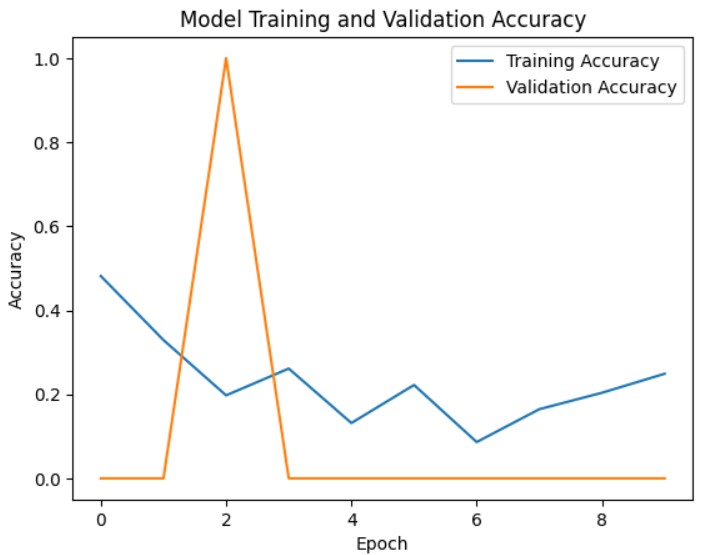 Model Training and Validation Accuracy
Training Accuracy
Validation Accuracy
Accuracy
1.0
0.8
0.6
0.4
0.2
0.0
0
2
4
6
8
Epoch